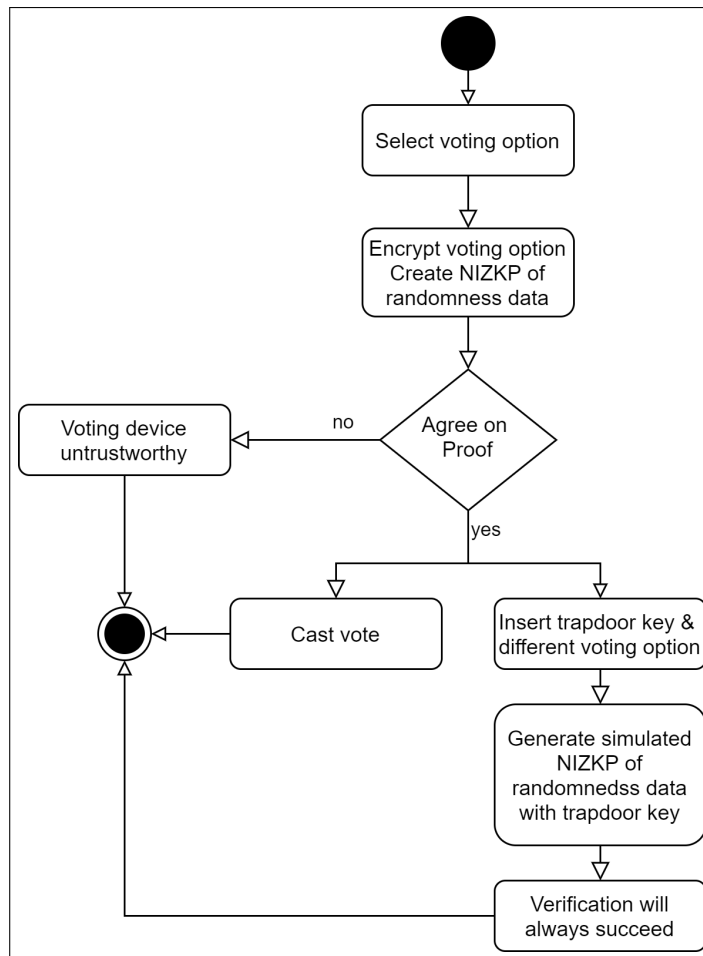 Select voting option
Encrypt voting option
Create NIZKP of
randomness data
Agree on
Proof
no
Voting device
untrustworthy
yes
Cast vote
Insert trapdoor key &
different voting option
Generate simulated
NIZKP of
randomnedss data
with trapdoor key
Verification will
always succeed